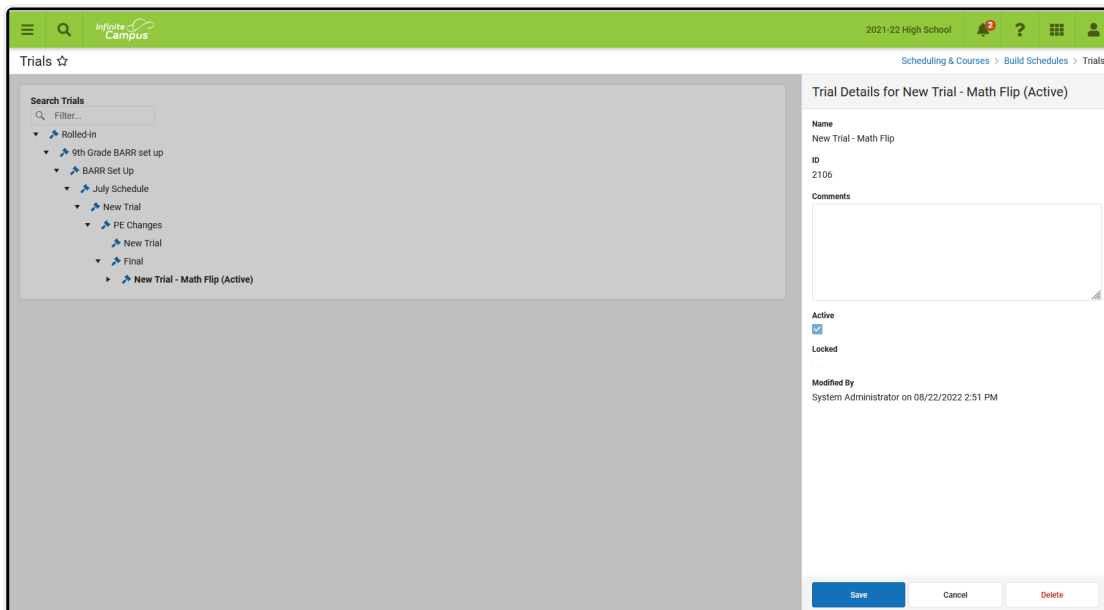 Infinite Campus
2021-22 High School
2
?
Trials
Scheduling & Courses > Build Schedules > Trials
Search Trials
Filter...
Rolled-in
9th Grade BARR set up
BARR Set Up
July Schedule
New Trial
PE Changes
New Trial
Final
New Trial - Math Flip (Active)
Trial Details for New Trial - Math Flip (Active)
Name
New Trial - Math Flip
ID
2106
Comments
Active
Locked
Modified By
System Administrator on 08/22/2022 2:51 PM
Save
Cancel
Delete